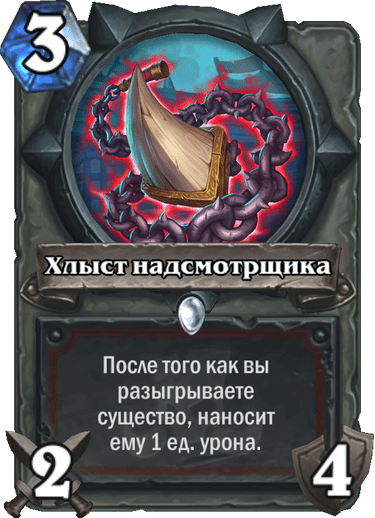 3
Хлыст надсмотрщика
После того как вы
разыгрываете
существо, наносит
ему 1 ед. урона.
2
4